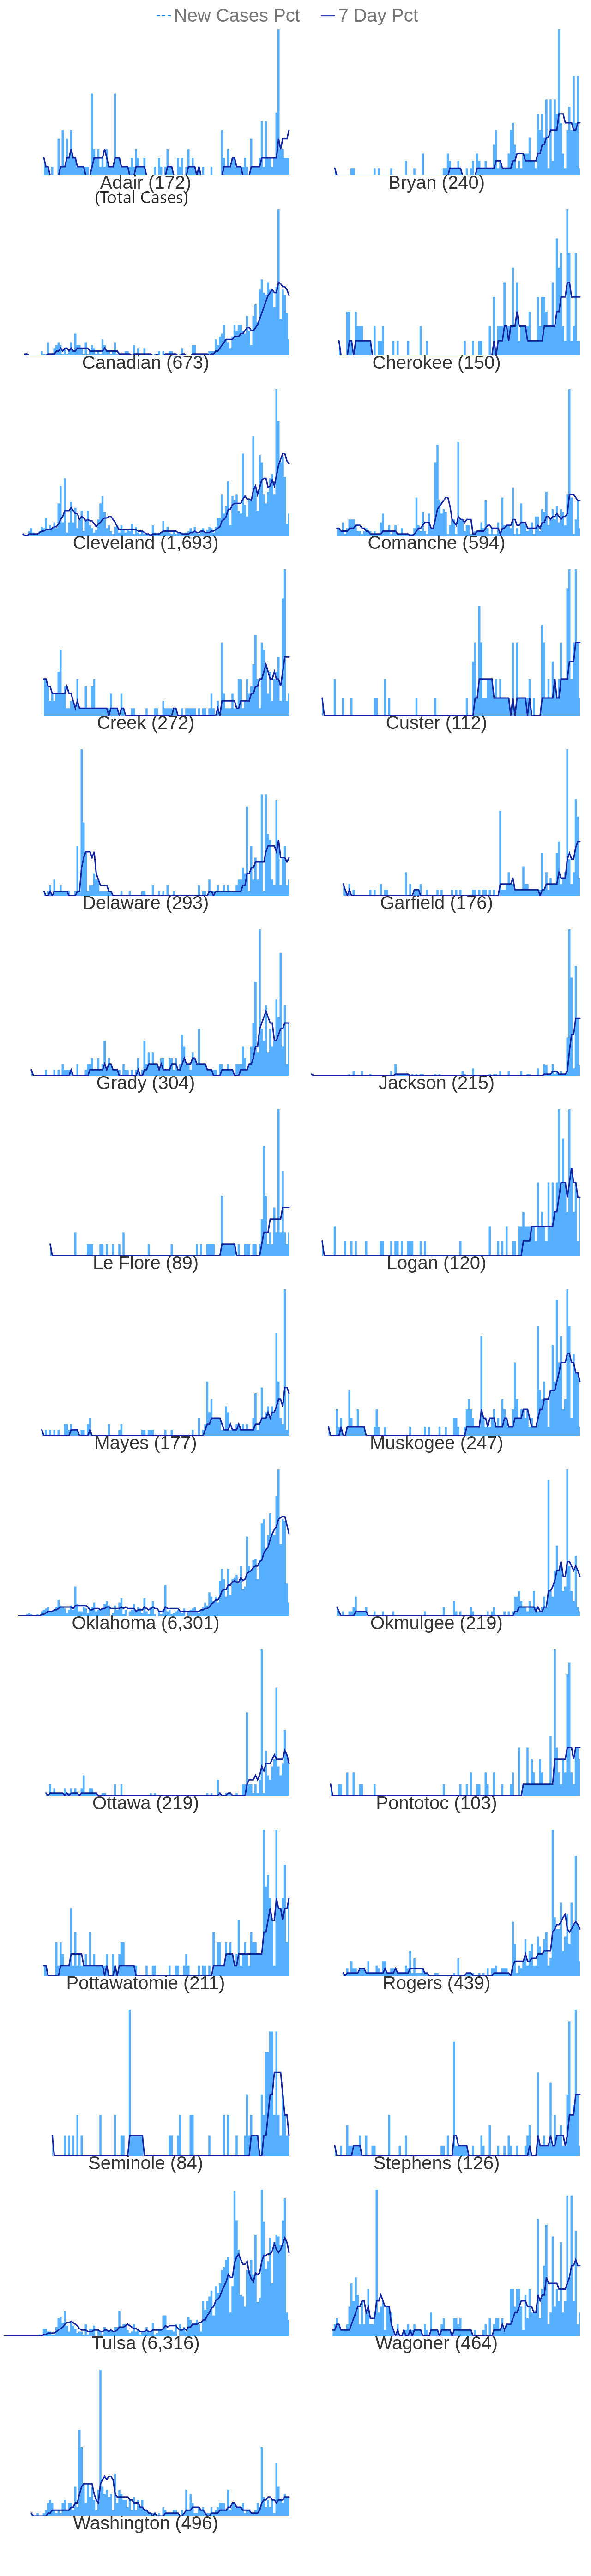 New Cases Pct 7 Day Pct
Adair (172) Bryan (240)
(Total Cases)
Canadian (673) Cherokee (150)
Cleveland (1,693) Comanche (594)
Creek (272) Custer (112)
Delaware (293) Garfield (176)
Grady (304) Jackson (215)
Le Flore (89) Logan (120)
Mayes (177) Muskogee (247)
Oklahoma (6,301) Okmulgee (219)
Ottawa (219) Pontotoc (103)
Pottawatomie (211) Rogers (439)
Seminole (84) Stephens (126)
Tulsa (6,316) Wagoner (464)
Washington (496)